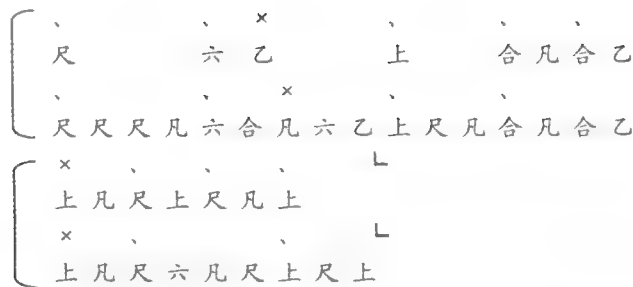 、 、 × 、 、 、
尺 六 乙 上 合 凡 合 乙
、 、 × 、 、
尺 尺 尺 凡 六 合 凡 六 乙 上 尺 凡 合 凡 合 乙
× 、 、 、 ㄴ
上 凡 尺 上 尺 凡 上
× 、 、 ㄴ
上 凡 尺 六 凡 尺 上 尺 上